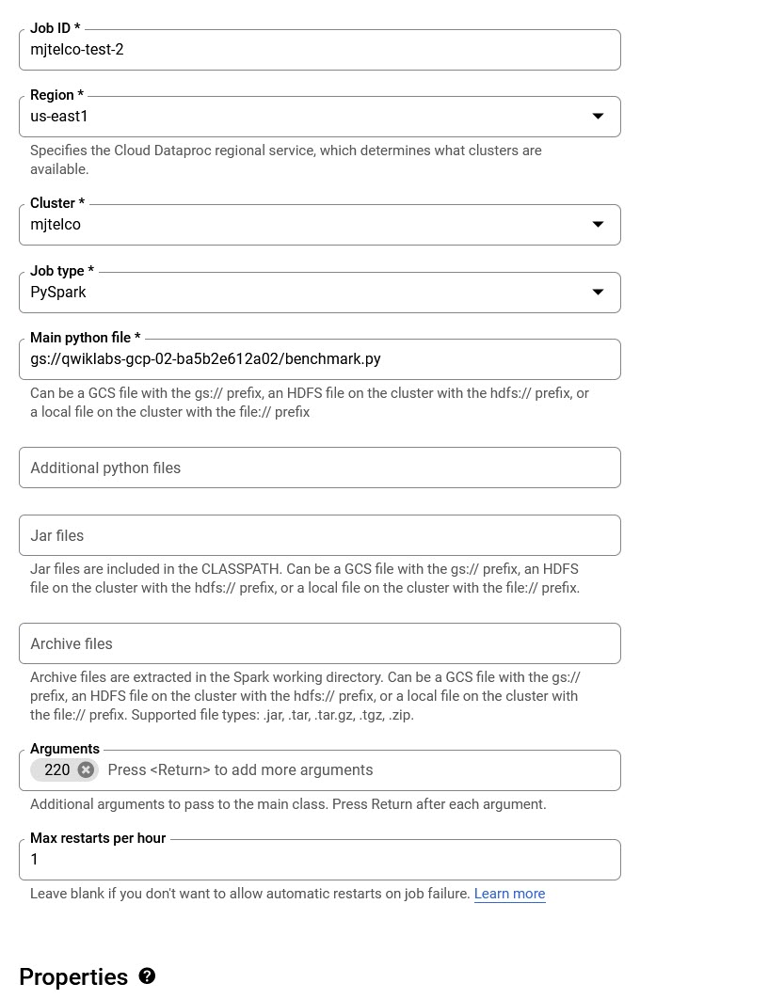 Job ID *
mjtelco-test-2
Region *
us-east1
Specifies the Cloud Dataproc regional service, which determines what clusters are
available.
Cluster *
mjtelco
Job type *
PySpark
Main python file *
gs://qwiklabs-gcp-02-ba5b2e612a02/benchmark.py
Can be a GCS file with the gs:// prefix, an HDFS file on the cluster with the hdfs:// prefix, or
a local file on the cluster with the file:// prefix
Additional python files
Jar files
Jar files are included in the CLASSPATH. Can be a GCS file with the gs:// prefix, an HDFS
file on the cluster with the hdfs:// prefix, or a local file on the cluster with the file:// prefix.
Archive files
Archive files are extracted in the Spark working directory. Can be a GCS file with the gs://
prefix, an HDFS file on the cluster with the hdfs:// prefix, or a local file on the cluster with
the file:// prefix. Supported file types: .jar, .tar, .tar.gz, .tgz, .zip.
Arguments
220 Press <Return> to add more arguments
Additional arguments to pass to the main class. Press Return after each argument.
Max restarts per hour
1
Leave blank if you don't want to allow automatic restarts on job failure. Learn more
Properties ?